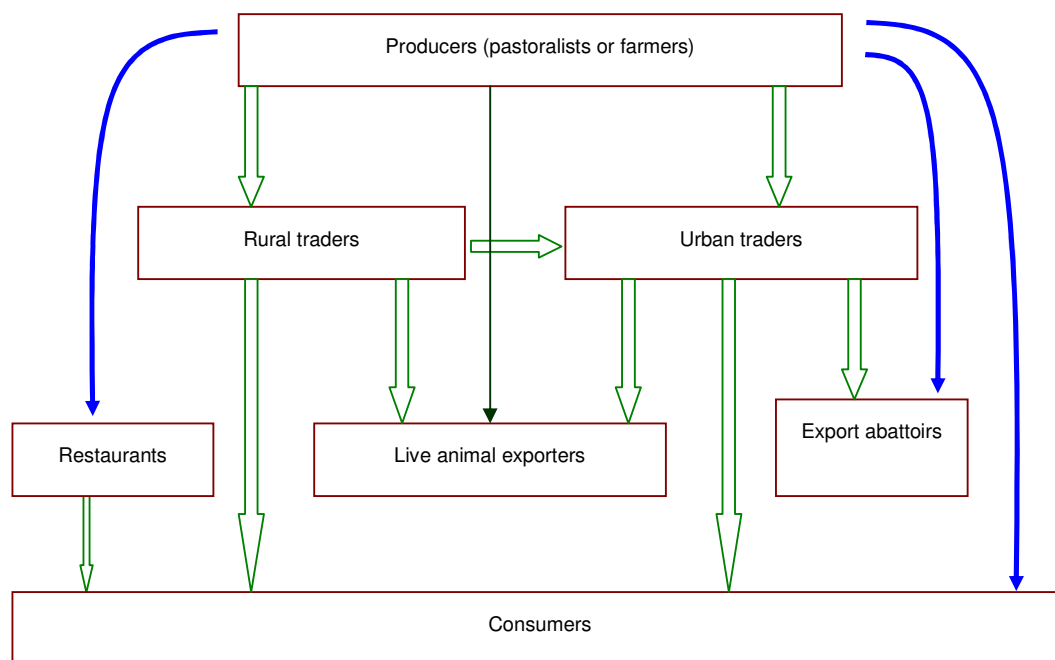 Producers (pastoralists or farmers)
Rural traders
Urban traders
Restaurants
Live animal exporters
Export abattoirs
Consumers